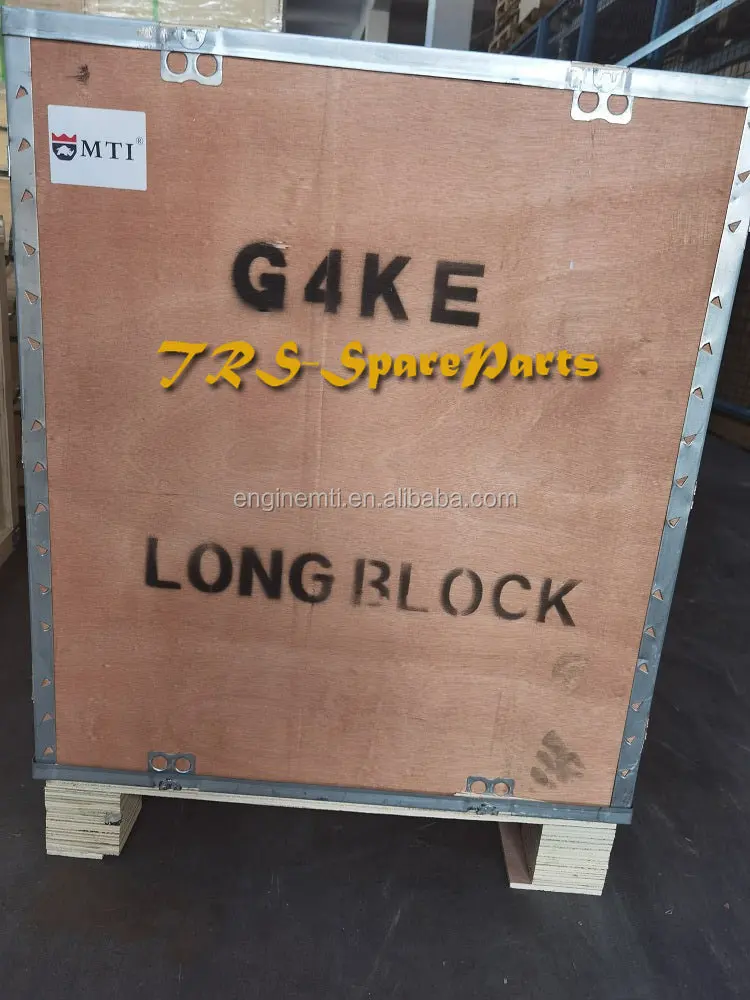 MTI®
G4KE
TRS-SpareParts
enginemti.en.alibaba.com
LONG BLOCK